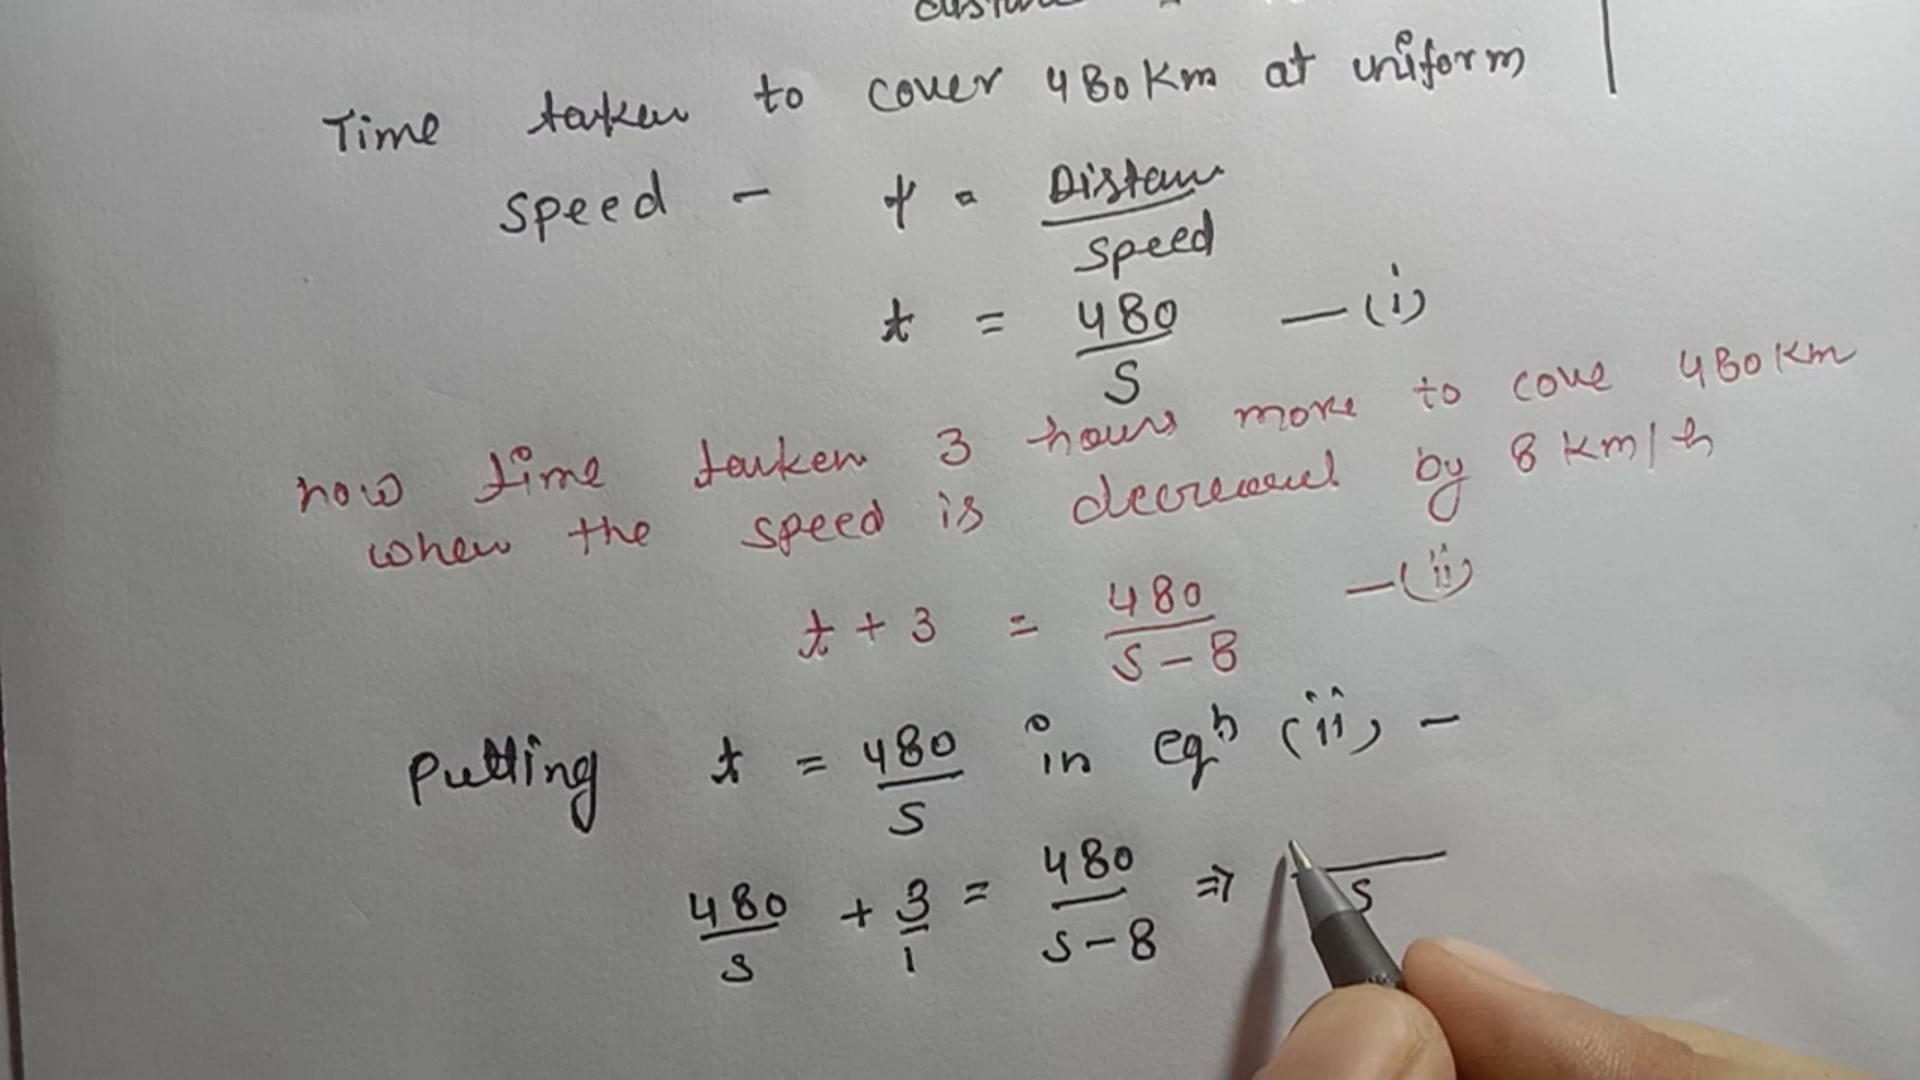 Time taken to cover 480 Km at uniform
speed - t = Distan/speed
t = 480/S — (i)
now time taken 3 hours more to cove 480 Km
when the speed is decreased by 8 Km/h
t + 3 = 480/S-8 — (ii)
Putting t = 480/S in eqn (ii) -
480/S + 3/1 = 480/S-8 ⇒ /S